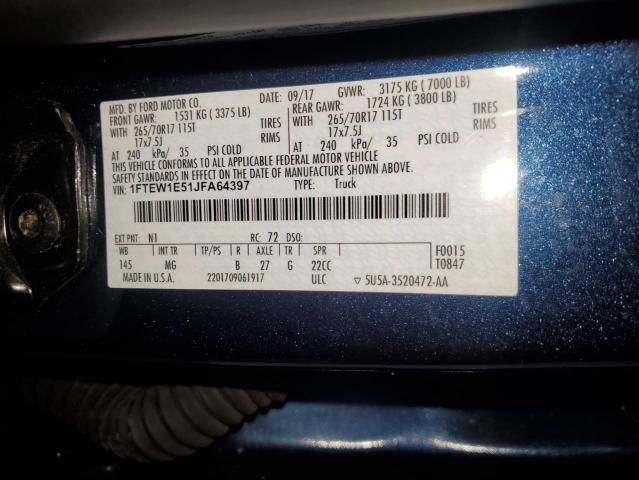 MFD. BY FORD MOTOR CO.
DATE: 09/17 GVWR: 3175 KG ( 7000 LB)
FRONT GAWR: 1531 KG ( 3375 LB) REAR GAWR: 1724 KG ( 3800 LB)
WITH 265/70R17 115T TIRES WITH 265/70R17 115T TIRES
17x7.5J RIMS 17x7.5J RIMS
AT 240 kPa/ 35 PSI COLD AT 240 kPa/ 35 PSI COLD
THIS VEHICLE CONFORMS TO ALL APPLICABLE FEDERAL MOTOR VEHICLE
SAFETY STANDARDS IN EFFECT ON THE DATE OF MANUFACTURE SHOWN ABOVE.
VIN: 1FTEW1E51JFA64397 TYPE: Truck
EXT PNT: N1 RC: 72 DSO:
WB INT TR TP/PS R AXLE TR SPR F0015
145 MG B 27 G 22CC T0847
MADE IN U.S.A. 2201709061917 ULC ▽ 5U5A-3520472-AA